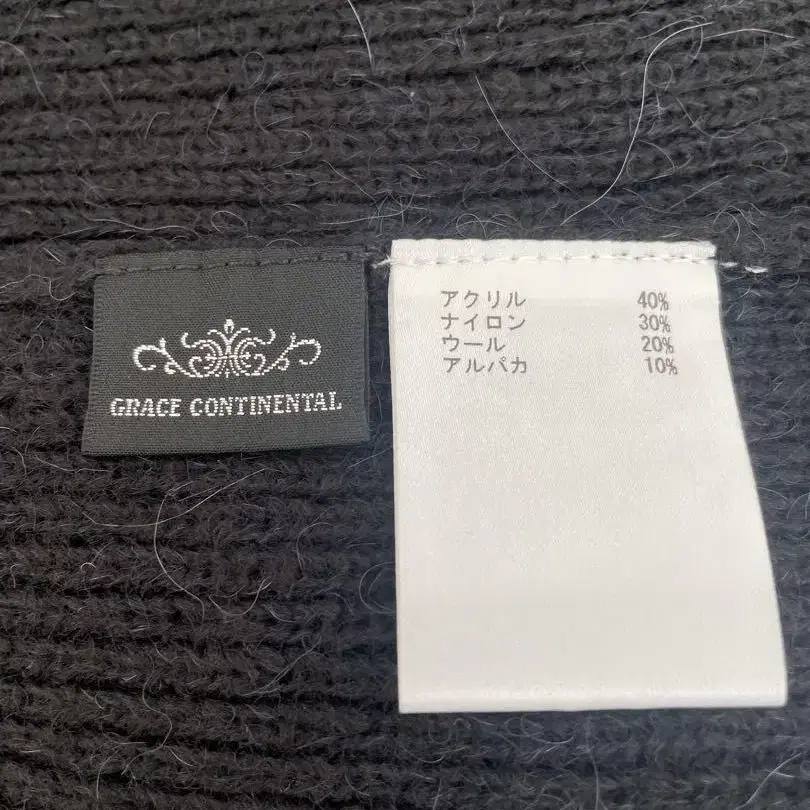 GRACE CONTINENTAL
アクリル 40%
ナイロン 30%
ウール 20%
アルパカ 10%